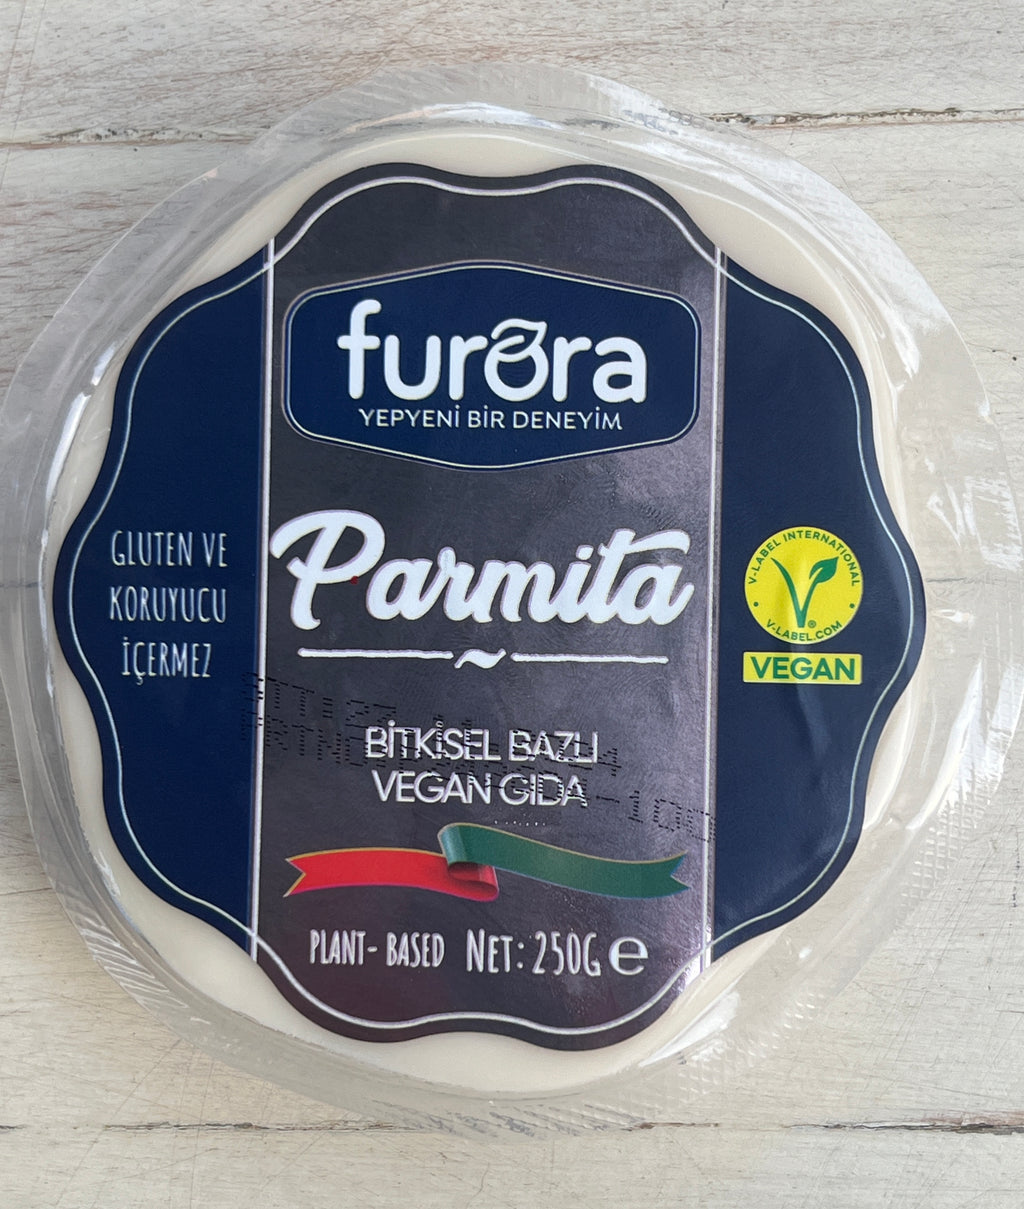 furora
YEPYENİ BİR DENEYİM
Parmita
GLUTEN VE
KORUYUCU
İÇERMEZ
V-LABEL INTERNATIONAL
V-LABEL.COM
VEGAN
BİTKİSEL BAZLI
VEGAN GIDA
PLANT- BASED NET: 250G e